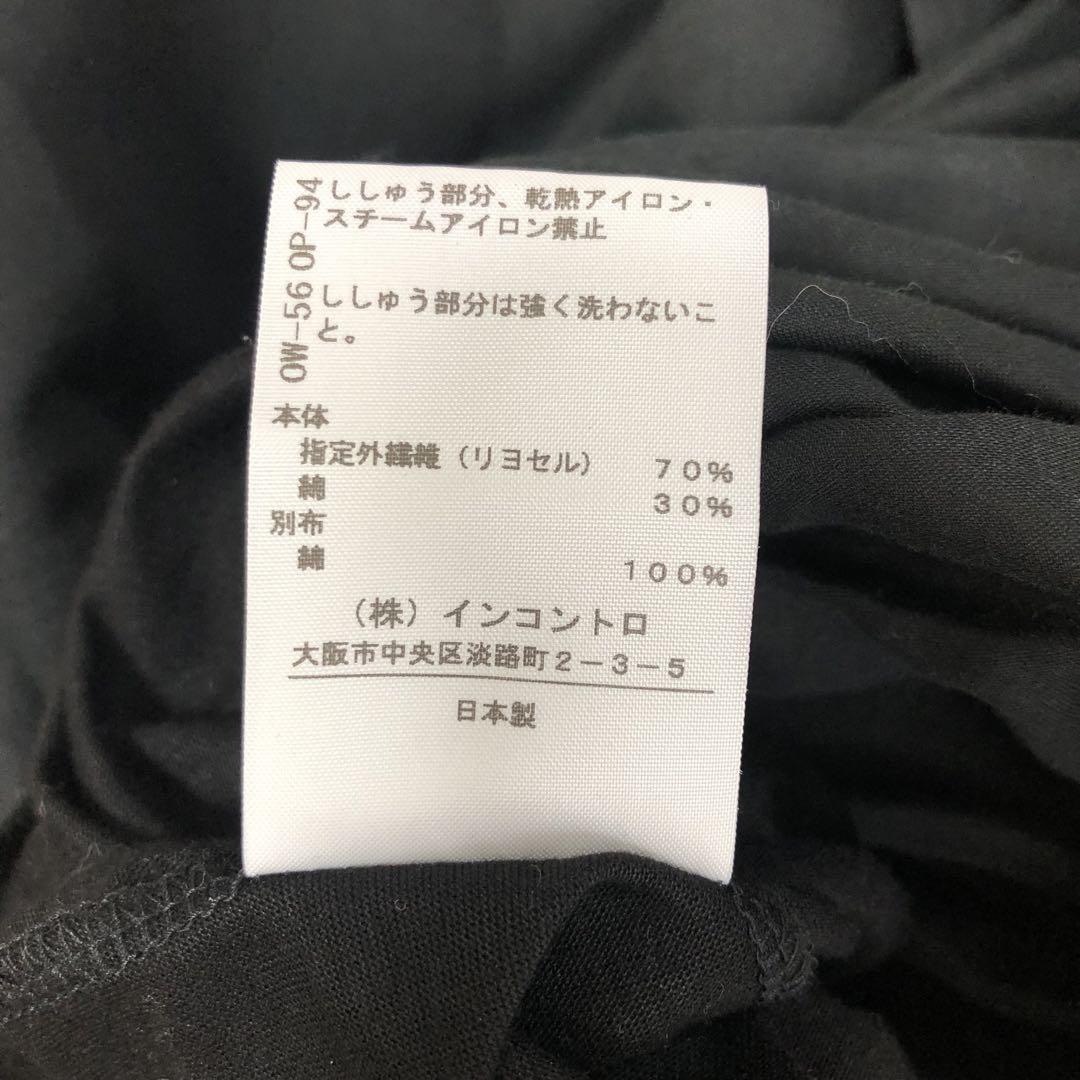 ししゅう部分、乾熱アイロン・
スチームアイロン禁止
ししゅう部分は強く洗わないこ
と。
OW-56 OP-94
本体
指定外繊維（リヨセル） 70%
綿 30%
別布
綿 100%
（株）インコントロ
大阪市中央区淡路町2-3-5
日本製